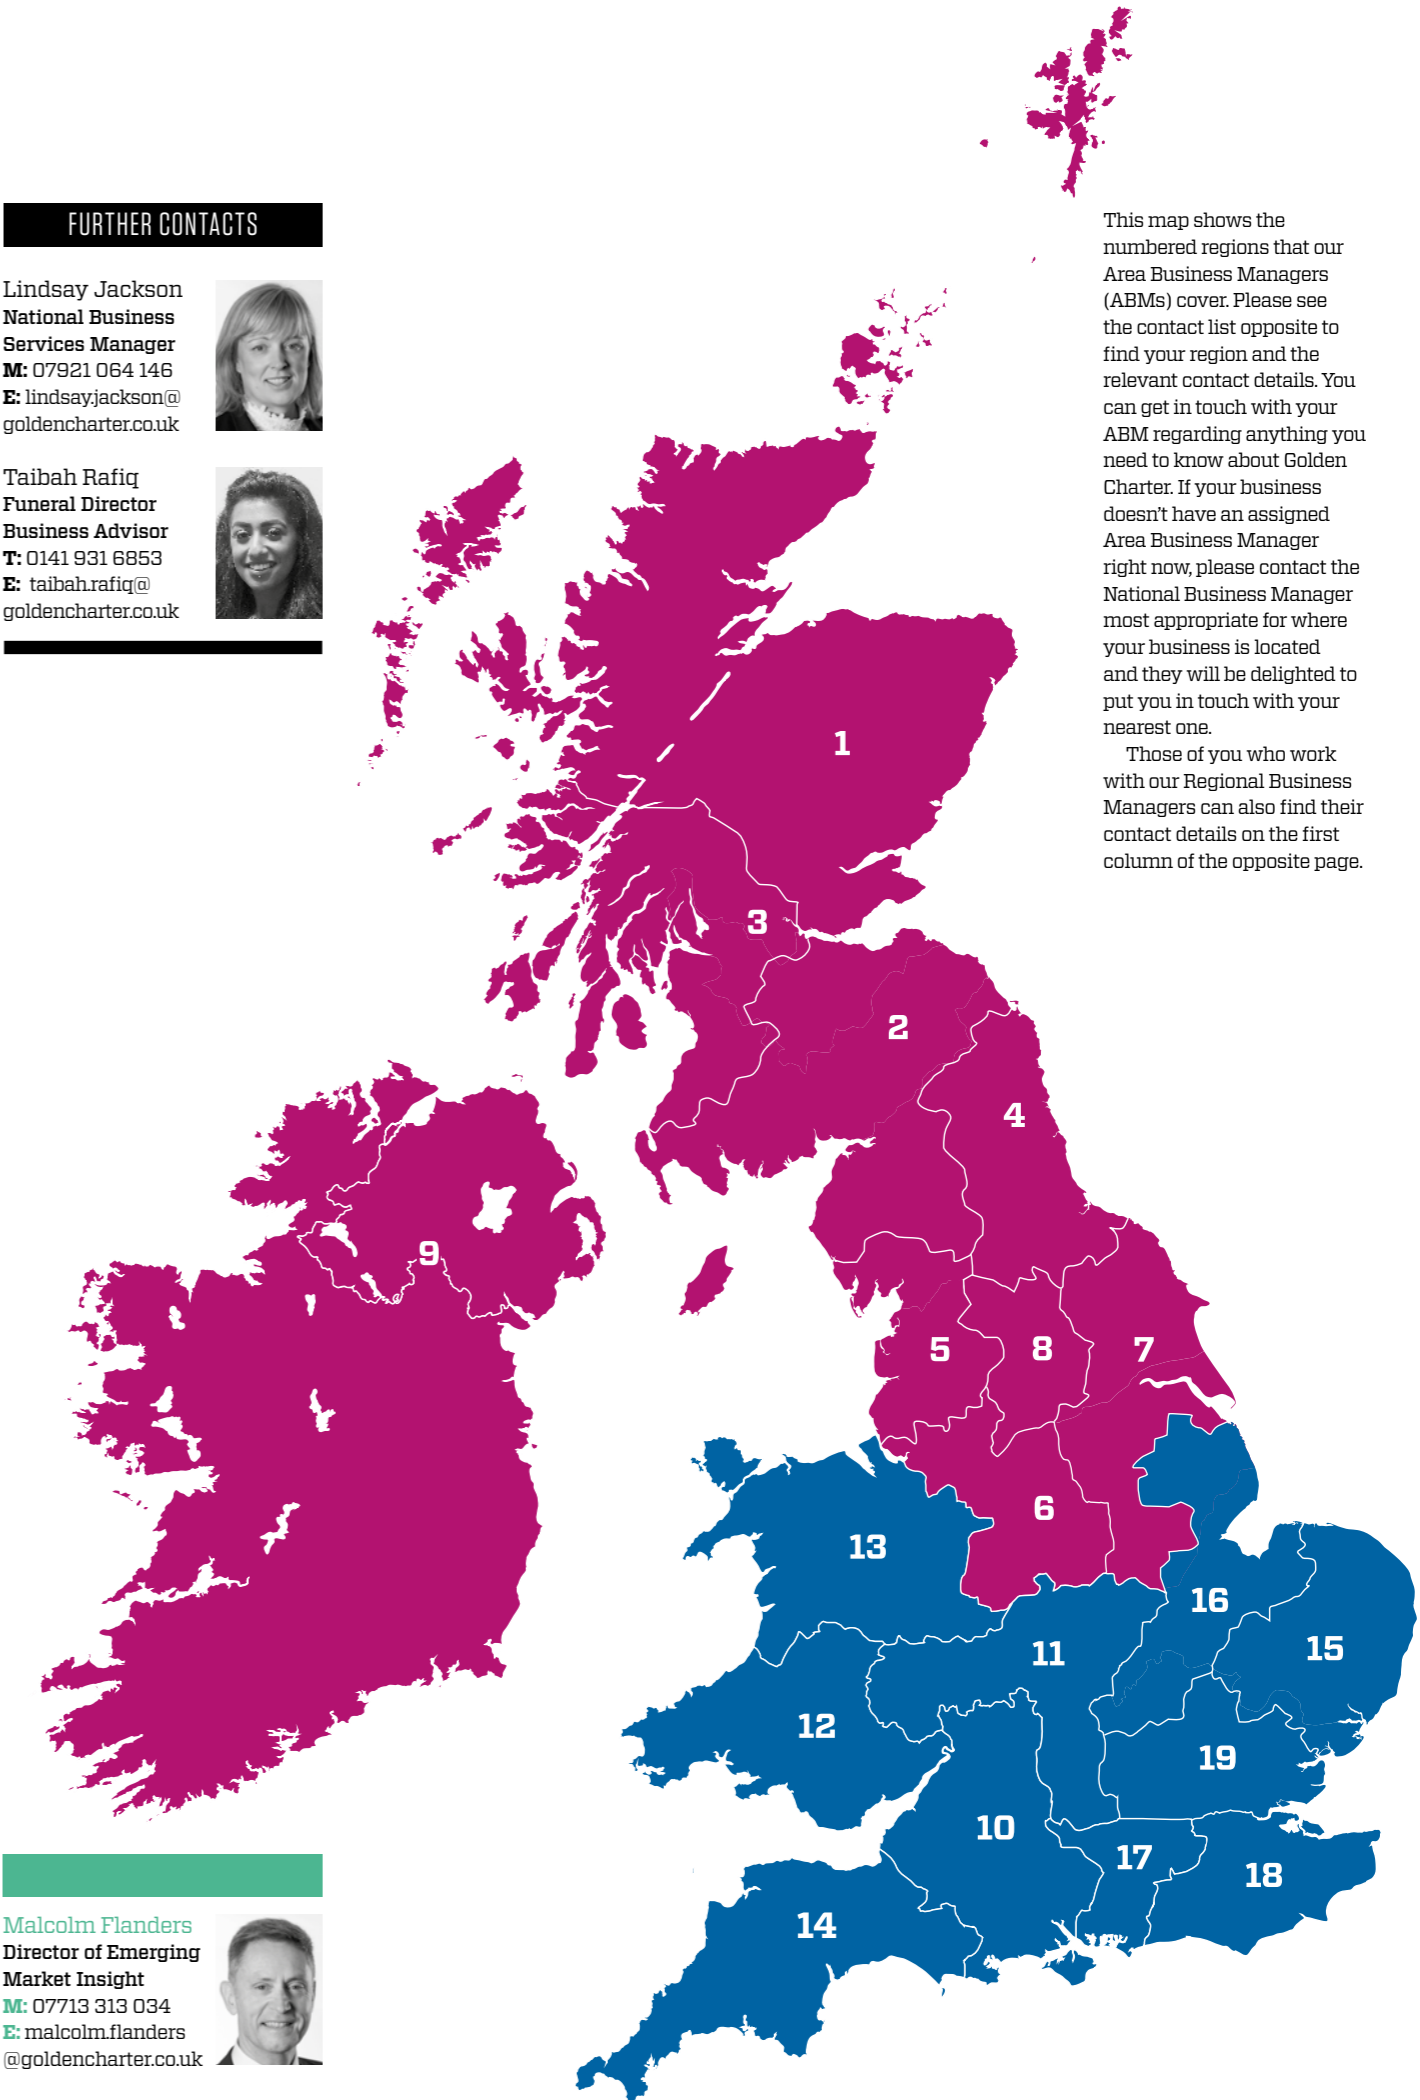 FURTHER CONTACTS
Lindsay Jackson
National Business
Services Manager
M: 07921 064 146
E: lindsay.jackson@
goldencharter.co.uk
Taibah Rafiq
Funeral Director
Business Advisor
T: 0141 931 6853
E: taibah.rafiq@
goldencharter.co.uk
This map shows the
numbered regions that our
Area Business Managers
(ABMs) cover. Please see
the contact list opposite to
find your region and the
relevant contact details. You
can get in touch with your
ABM regarding anything you
need to know about Golden
Charter. If your business
doesn't have an assigned
Area Business Manager
right now, please contact the
National Business Manager
most appropriate for where
your business is located
and they will be delighted to
put you in touch with your
nearest one.
Those of you who work
with our Regional Business
Managers can also find their
contact details on the first
column of the opposite page.
1
3
2
4
9
5
8
7
6
13
16
11
15
12
19
10
17
18
14
Malcolm Flanders
Director of Emerging
Market Insight
M: 07713 313 034
E: malcolm.flanders
@goldencharter.co.uk